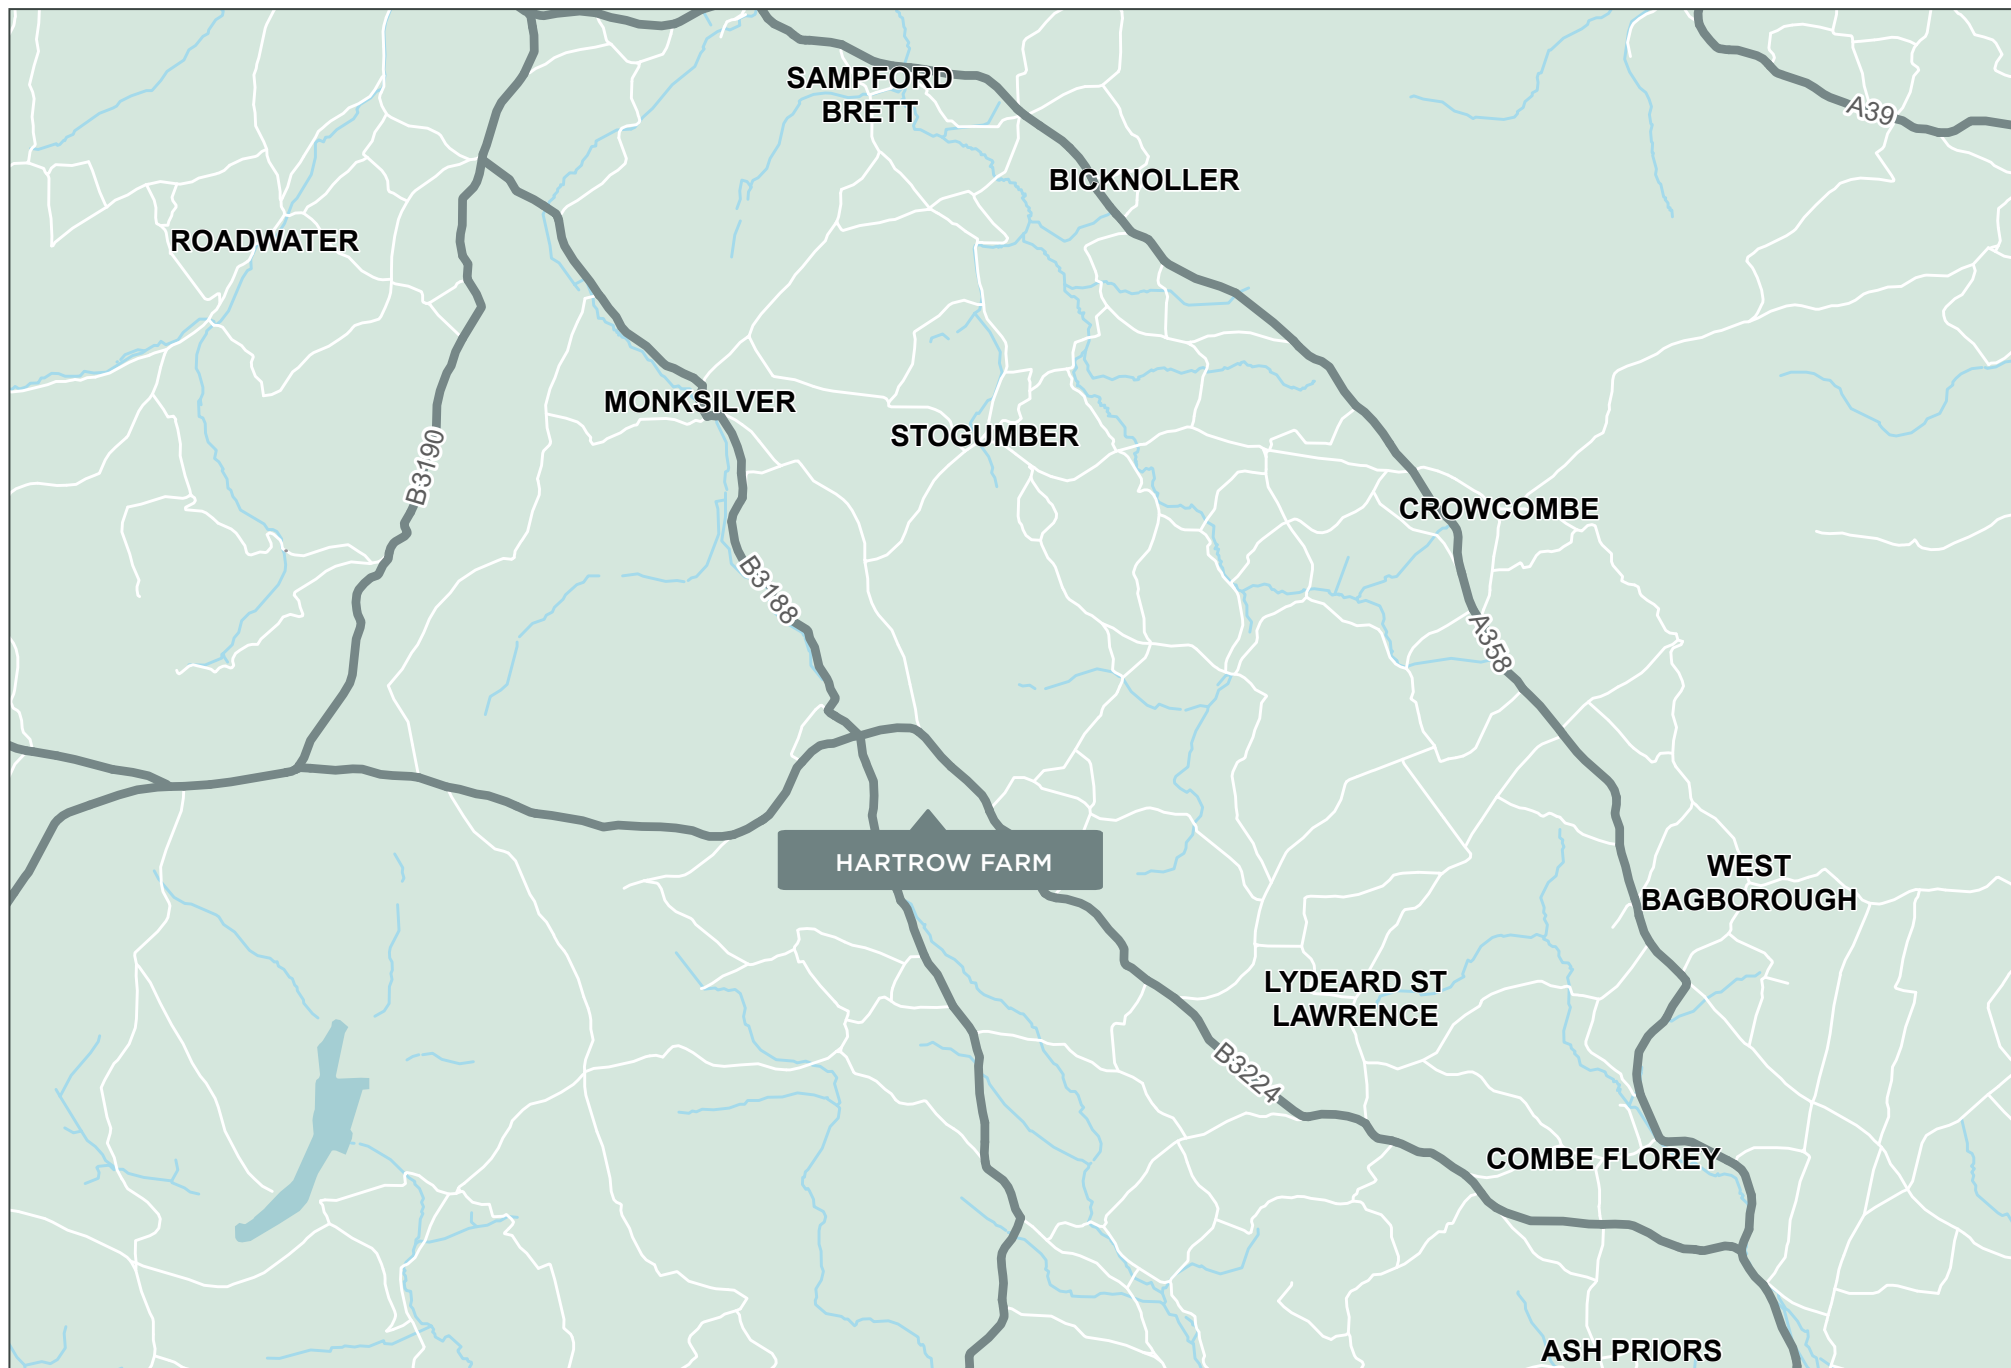 SAMPFORD
BRETT
A39
BICKNOLLER
ROADWATER
MONKSILVER
STOGUMBER
B3190
CROWCOMBE
B3188
A358
HARTROW FARM
WEST
BAGBOROUGH
LYDEARD ST
LAWRENCE
B3224
COMBE FLOREY
ASH PRIORS